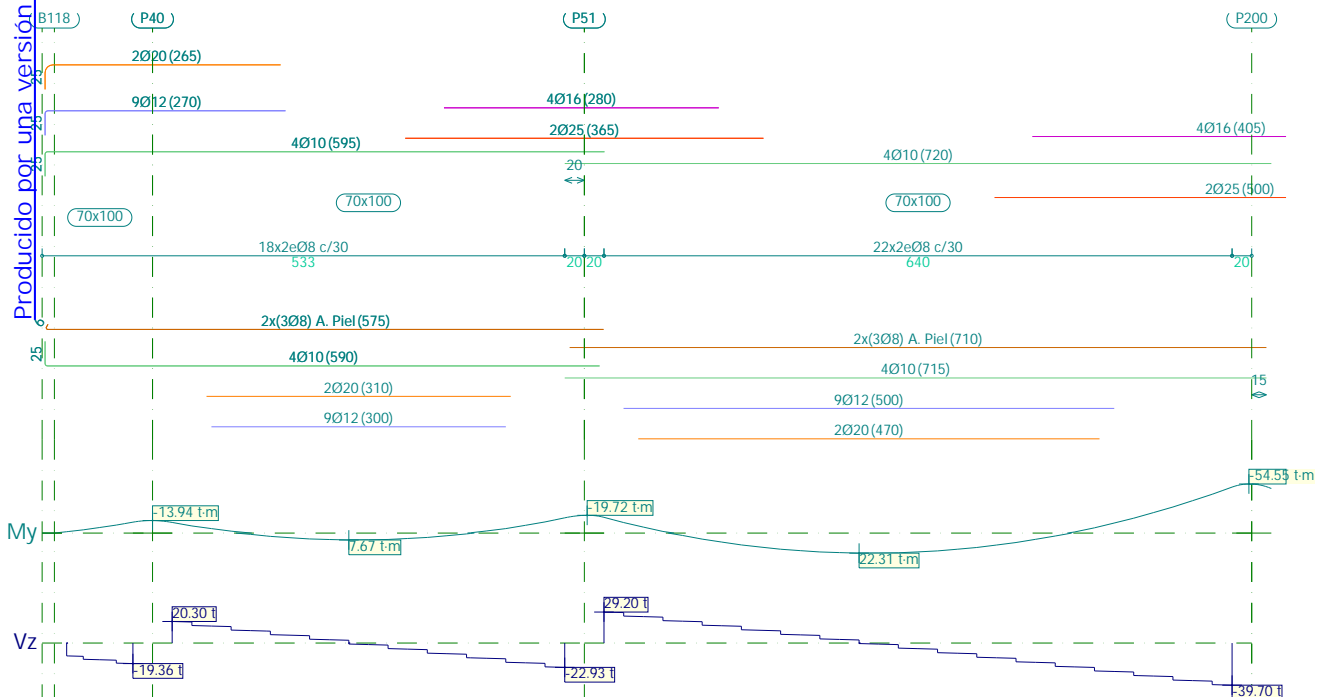 Producido por una versión
B118
P40
P51
P200
2Ø20 (265)
25
9Ø12 (270)
25
4Ø16 (280)
2Ø25 (365)
4Ø16 (405)
4Ø10 (595)
25
20
4Ø10 (720)
2Ø25 (500)
70x100
70x100
70x100
18x2eØ8 c/30
22x2eØ8 c/30
533
20
20
640
20
6
2x(3Ø8) A. Piel (575)
2x(3Ø8) A. Piel (710)
25
4Ø10 (590)
4Ø10 (715)
15
2Ø20 (310)
9Ø12 (500)
9Ø12 (300)
2Ø20 (470)
-54.55 t·m
-13.94 t·m
-19.72 t·m
My
7.67 t·m
22.31 t·m
20.30 t
29.20 t
Vz
-19.36 t
-22.93 t
-39.70 t